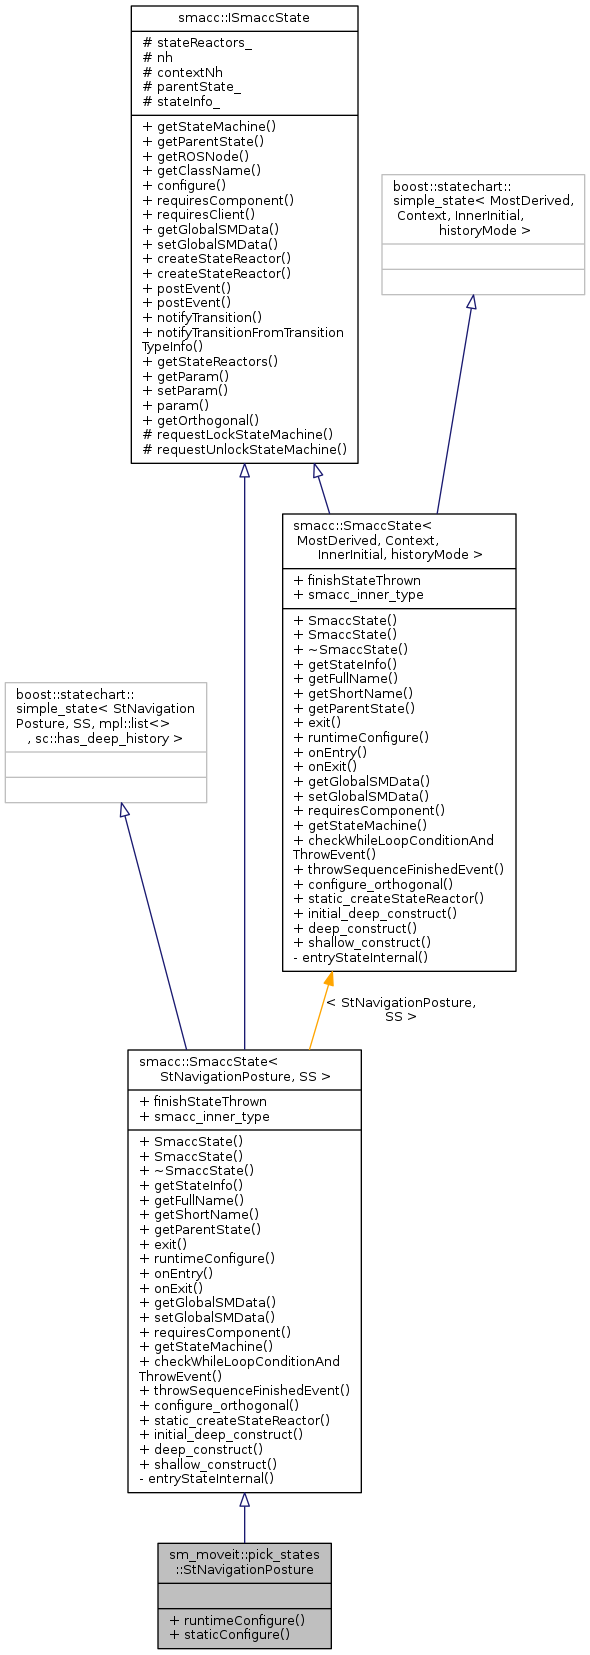 smacc::ISmaccState
# stateReactors_
# nh
# contextNh
# parentState_
# stateInfo_
+ getStateMachine()
+ getParentState()
+ getROSNode()
+ getClassName()
+ configure()
+ requiresComponent()
+ requiresClient()
+ getGlobalSMData()
+ setGlobalSMData()
+ createStateReactor()
+ createStateReactor()
+ postEvent()
+ postEvent()
+ notifyTransition()
+ notifyTransitionFromTransition
TypeInfo()
+ getStateReactors()
+ getParam()
+ setParam()
+ param()
+ getOrthogonal()
# requestLockStateMachine()
# requestUnlockStateMachine()
boost::statechart::
simple_state< MostDerived,
Context, InnerInitial,
historyMode >
smacc::SmaccState<
MostDerived, Context,
InnerInitial, historyMode >
+ finishStateThrown
+ smacc_inner_type
+ SmaccState()
+ SmaccState()
+ ~SmaccState()
+ getStateInfo()
+ getFullName()
+ getShortName()
+ getParentState()
+ exit()
+ runtimeConfigure()
+ onEntry()
+ onExit()
+ getGlobalSMData()
+ setGlobalSMData()
+ requiresComponent()
+ getStateMachine()
+ checkWhileLoopConditionAnd
ThrowEvent()
+ throwSequenceFinishedEvent()
+ configure_orthogonal()
+ static_createStateReactor()
+ initial_deep_construct()
+ deep_construct()
+ shallow_construct()
- entryStateInternal()
boost::statechart::
simple_state< StNavigation
Posture, SS, mpl::list<>
, sc::has_deep_history >
< StNavigationPosture,
SS >
smacc::SmaccState<
StNavigationPosture, SS >
+ finishStateThrown
+ smacc_inner_type
+ SmaccState()
+ SmaccState()
+ ~SmaccState()
+ getStateInfo()
+ getFullName()
+ getShortName()
+ getParentState()
+ exit()
+ runtimeConfigure()
+ onEntry()
+ onExit()
+ getGlobalSMData()
+ setGlobalSMData()
+ requiresComponent()
+ getStateMachine()
+ checkWhileLoopConditionAnd
ThrowEvent()
+ throwSequenceFinishedEvent()
+ configure_orthogonal()
+ static_createStateReactor()
+ initial_deep_construct()
+ deep_construct()
+ shallow_construct()
- entryStateInternal()
sm_moveit::pick_states
::StNavigationPosture
+ runtimeConfigure()
+ staticConfigure()